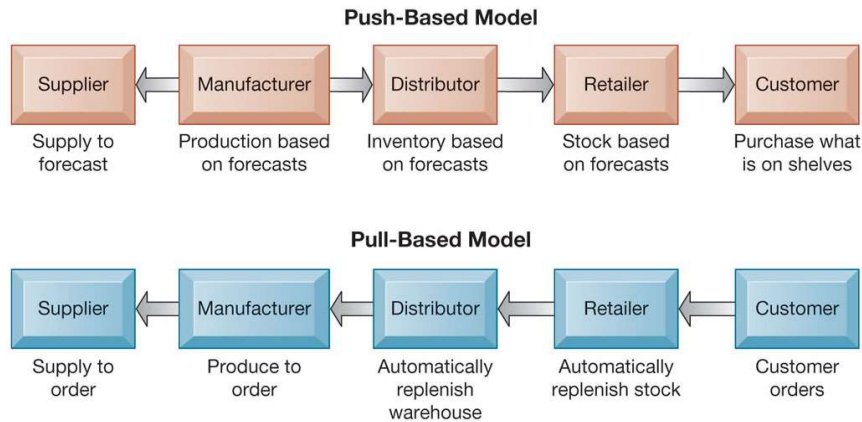 Push-Based Model
Supplier
Manufacturer
Distributor
Retailer
Customer
Supply to
forecast
Production based
on forecasts
Inventory based
on forecasts
Stock based
on forecasts
Purchase what
is on shelves
Pull-Based Model
Supplier
Manufacturer
Distributor
Retailer
Customer
Supply to
order
Produce to
order
Automatically
replenish
warehouse
Automatically
replenish stock
Customer
orders